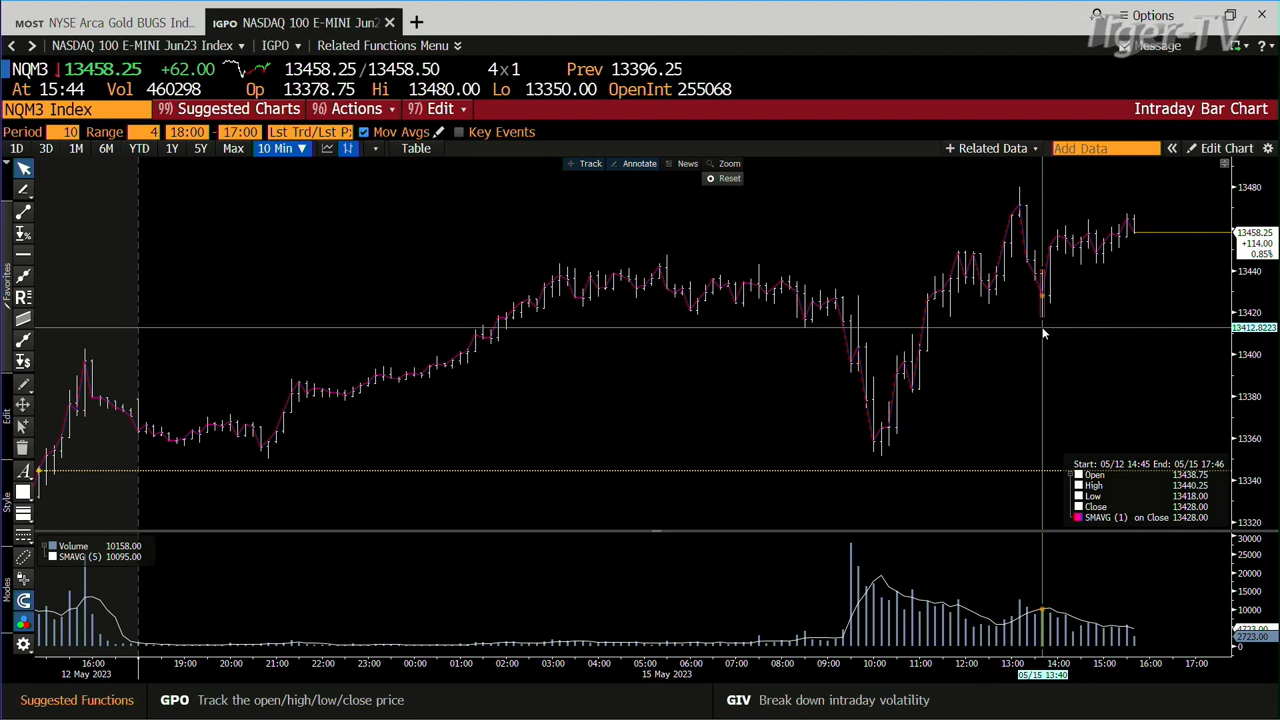 MOST NYSE Arca Gold BUGS Ind...
IGPO NASDAQ 100 E-MINI Jun2
Options
Tiger-TV
NASDAQ 100 E-MINI Jun23 Index
IGPO
Related Functions Menu
Message
?
NQM3 13458.25 +62.00 13458.25/13458.50 4x1 Prev 13396.25
At 15:44 Vol 460298 Op 13378.75 Hi 13480.00 Lo 13350.00 OpenInt 255068
NQM3 Index
99) Suggested Charts
96) Actions
97) Edit
Intraday Bar Chart
Period 10 Range 4 18:00 - 17:00 Lst Trd/Lst P Mov Avgs Key Events
1D 3D 1M 6M YTD 1Y 5Y Max 10 Min Table
+ Related Data Add Data Edit Chart
Track Annotate News Zoom
Reset
Favorites
Edit
Style
Modes
13480
13458.25
+114.00
0.85%
13440
13420
13412.8223
13400
13380
13360
13340
13320
Start: 05/12 14:45 End: 05/15 17:46
Open 13438.75
High 13440.25
Low 13418.00
Close 13428.00
SMAVG (1) on Close 13428.00
Volume 10158.00
SMAVG (5) 10095.00
30000
20000
10000
4723.00
2723.00
0
16:00 19:00 20:00 21:00 22:00 23:00 00:00 01:00 02:00 03:00 04:00 05:00 06:00 07:00 08:00 09:00 10:00 11:00 12:00 13:00 14:00 15:00 16:00 17:00
12 May 2023
15 May 2023
05/15 13:40
Suggested Functions
GPO Track the open/high/low/close price
GIV Break down intraday volatility